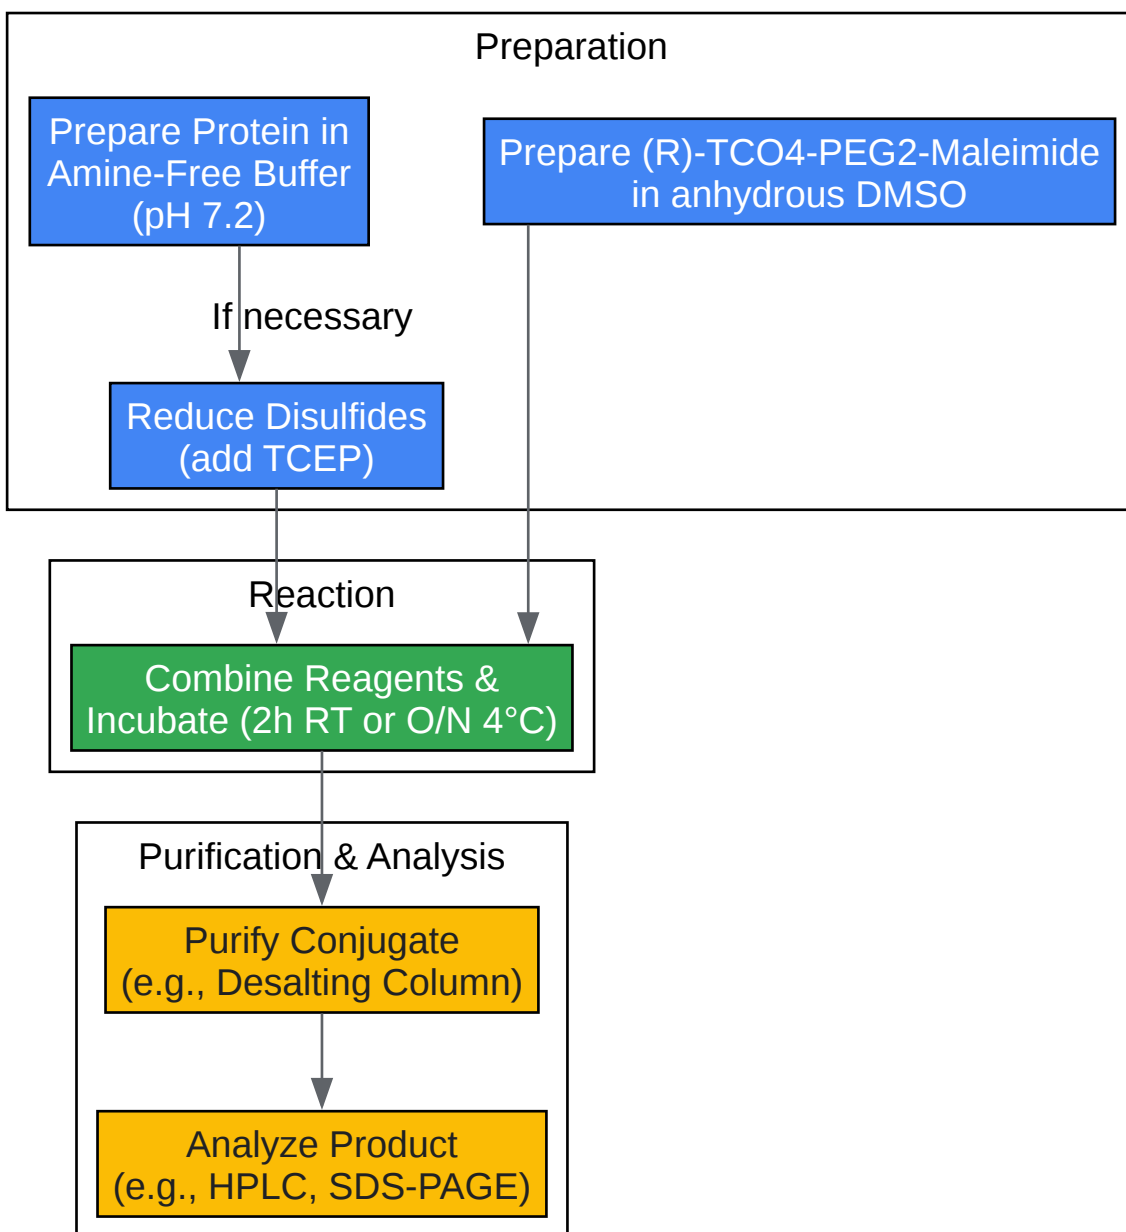 Preparation
Prepare Protein in
Amine-Free Buffer
(pH 7.2)
Prepare (R)-TCO4-PEG2-Maleimide
in anhydrous DMSO
If necessary
Reduce Disulfides
(add TCEP)
Reaction
Combine Reagents &
Incubate (2h RT or O/N 4°C)
Purification & Analysis
Purify Conjugate
(e.g., Desalting Column)
Analyze Product
(e.g., HPLC, SDS-PAGE)